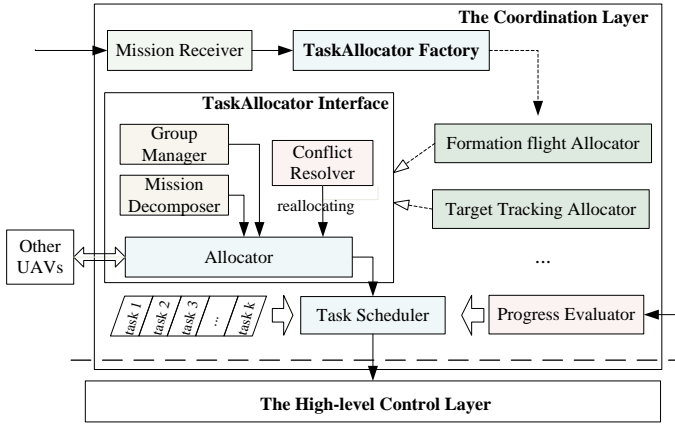 The Coordination Layer
Mission Receiver
TaskAllocator Factory
TaskAllocator Interface
Group
Manager
Conflict
Resolver
Formation flight Allocator
Mission
Decomposer
reallocating
Target Tracking Allocator
Other
UAVs
Allocator
...
task 1
task 2
task 3
...
task k
Task Scheduler
Progress Evaluator
The High-level Control Layer